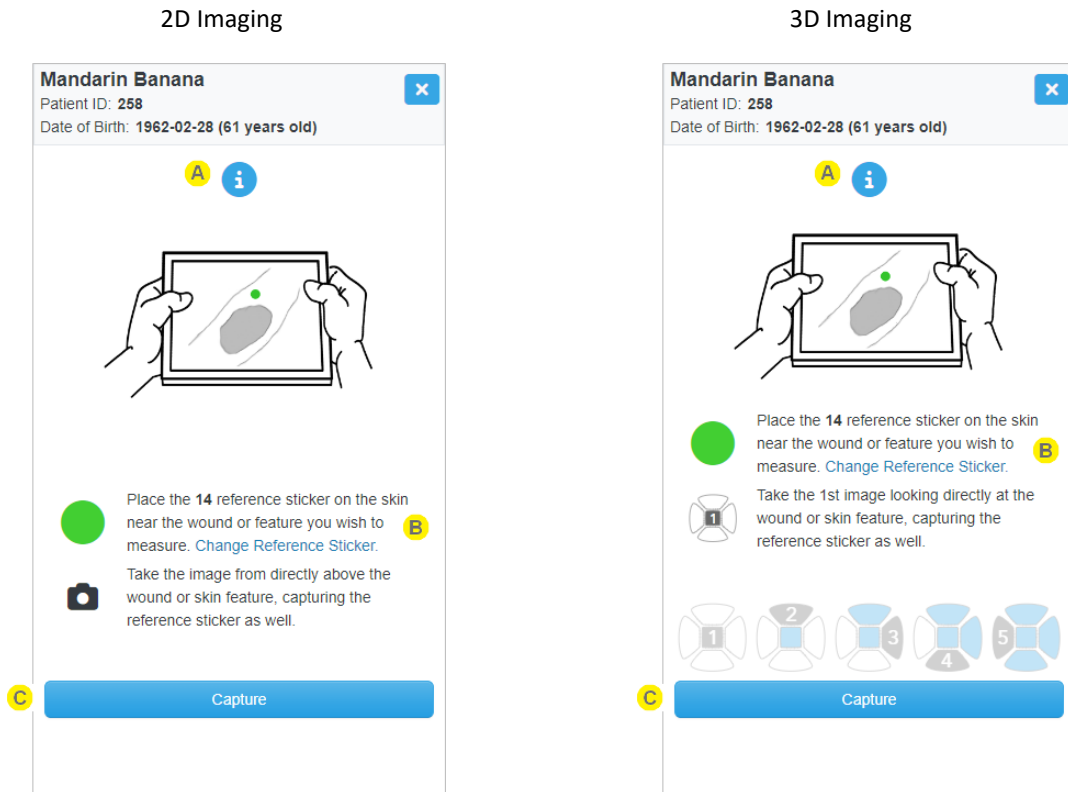 2D Imaging
Mandarin Banana
Patient ID: 258
Date of Birth: 1962-02-28 (61 years old)
A
i
Place the 14 reference sticker on the skin
near the wound or feature you wish to
measure. Change Reference Sticker.
B
Take the image from directly above the
wound or skin feature, capturing the
reference sticker as well.
C
Capture
3D Imaging
Mandarin Banana
Patient ID: 258
Date of Birth: 1962-02-28 (61 years old)
A
i
Place the 14 reference sticker on the skin
near the wound or feature you wish to
measure. Change Reference Sticker.
B
1
Take the 1st image looking directly at the
wound or skin feature, capturing the
reference sticker as well.
1 2 3 4 5
C
Capture